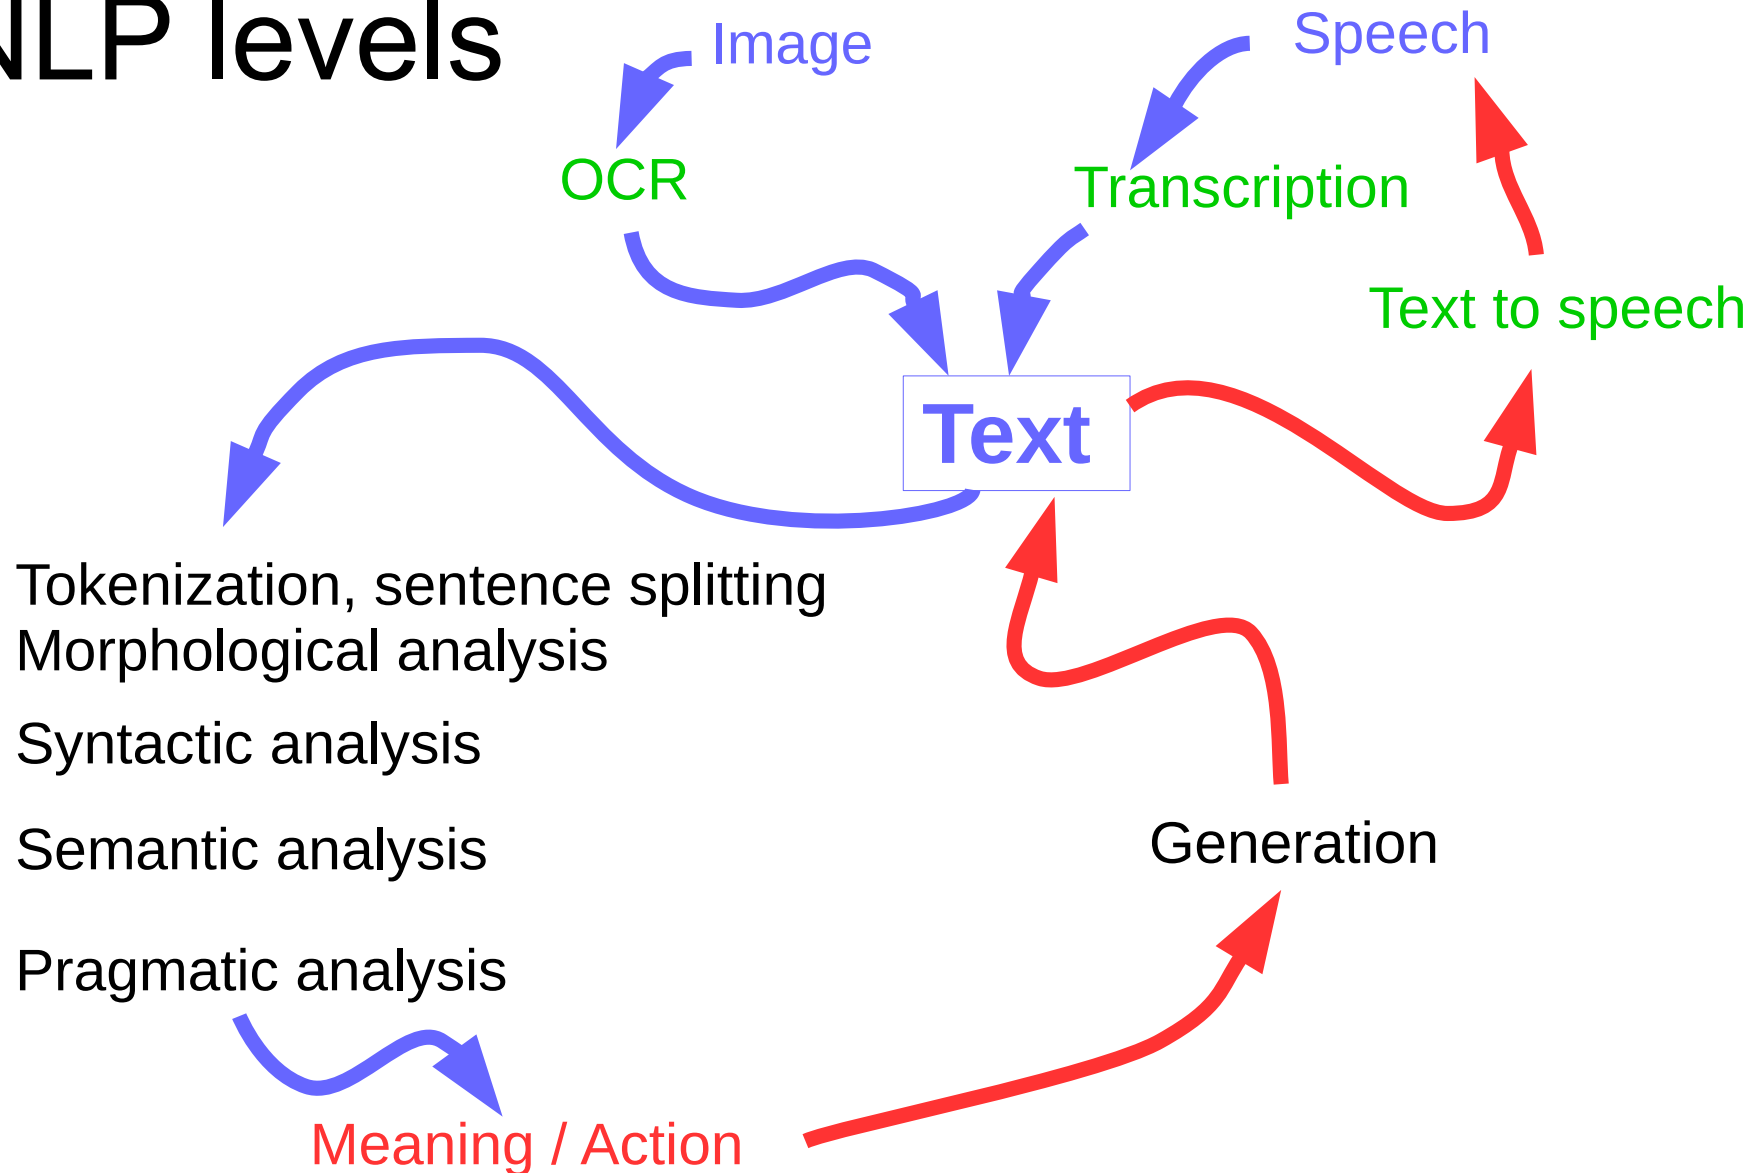 NLP levels
Image
Speech
OCR
Transcription
Text to speech
Text
Tokenization, sentence splitting
Morphological analysis
Syntactic analysis
Semantic analysis
Generation
Pragmatic analysis
Meaning / Action